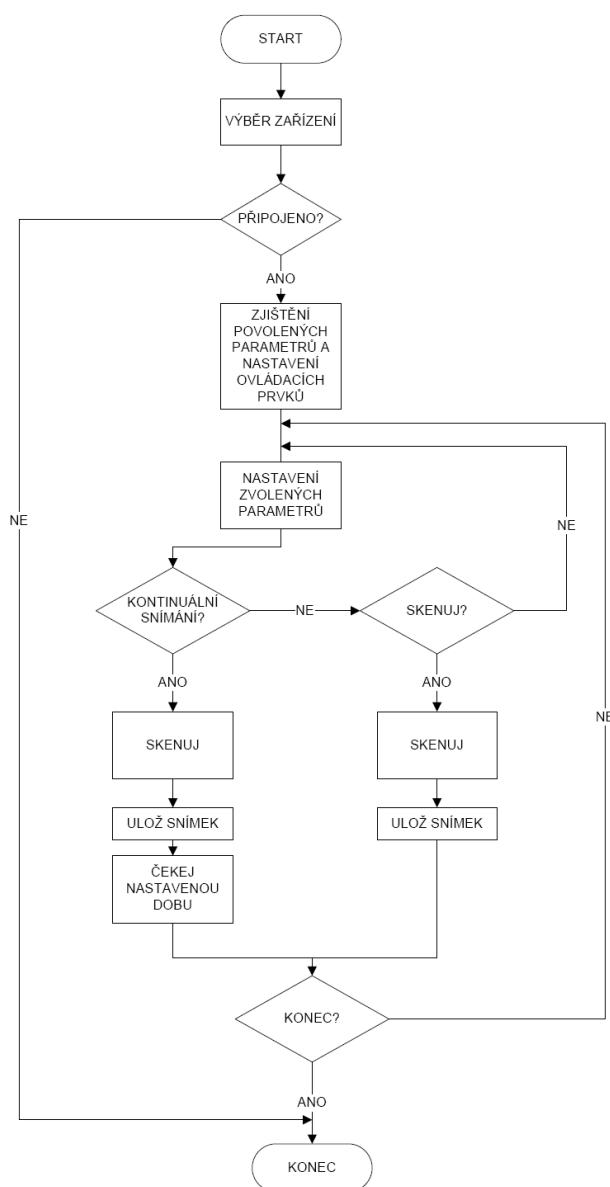 START
VÝBĚR ZAŘÍZENÍ
PŘIPOJENO?
ANO
ZJIŠTĚNÍ
POVOLENÝCH
PARAMETRŮ A
NASTAVENÍ
OVLÁDACÍCH
PRVKŮ
NASTAVENÍ
ZVOLENÝCH
PARAMETRŮ
NE
NE
KONTINUÁLNÍ
SNÍMÁNÍ?
NE
SKENUJ?
ANO
ANO
NE
SKENUJ
SKENUJ
ULOŽ SNÍMEK
ULOŽ SNÍMEK
ČEKEJ
NASTAVENOU
DOBU
KONEC?
ANO
KONEC